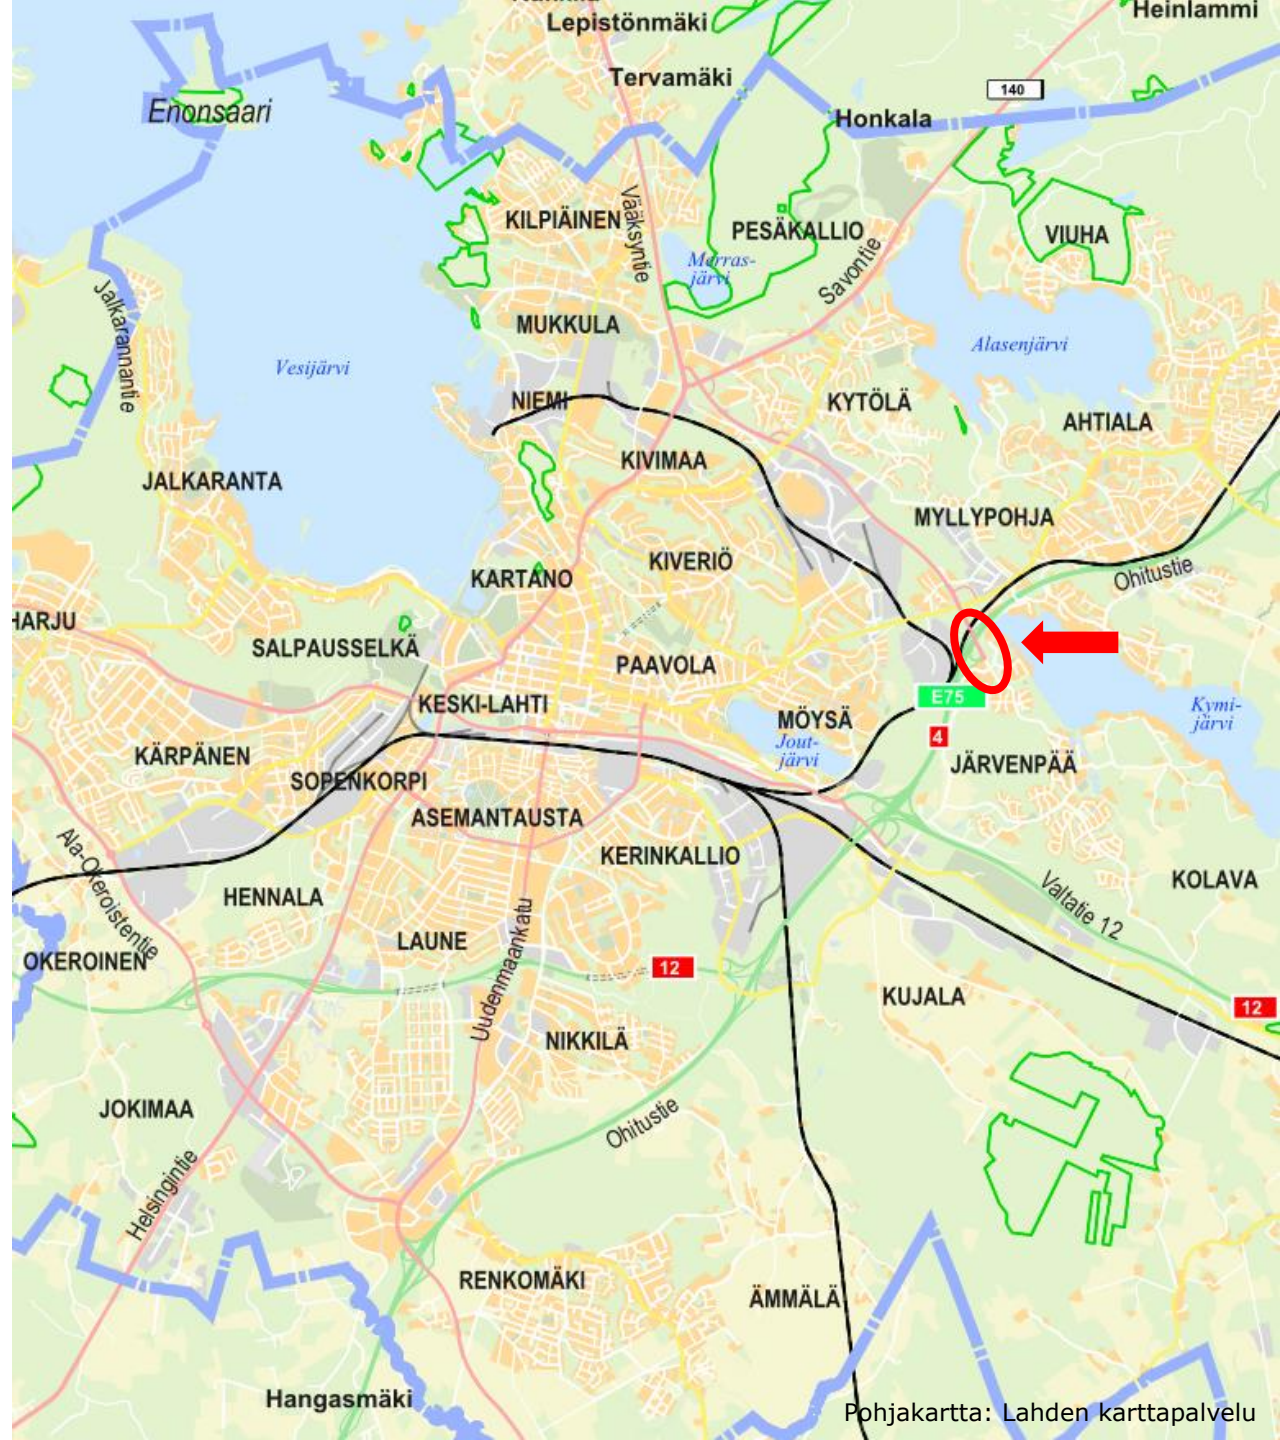 Lepistönmäki
Heinlammi
Tervamäki
140
Enonsaari
Honkala
Vääksyntie
KILPIÄINEN
PESÄKALLIO
VIUHA
Merras-
järvi
Savontie
Jalkarannantie
MUKKULA
Alasenjärvi
Vesijärvi
NIEMI
KYTÖLÄ
AHTIALA
KIVIMAA
JALKARANTA
MYLLYPOHJA
KIVERIÖ
KARTANO
Ohitustie
HARJU
SALPAUSSELKÄ
PAAVOLA
E75
KESKI-LAHTI
MÖYSÄ
Kymi-
järvi
4
Jout-
järvi
KÄRPÄNEN
JÄRVENPÄÄ
SOPENKORPI
ASEMANTAUSTA
KERINKALLIO
Ala-Okeroistentie
KOLAVA
HENNALA
Valtatie 12
Uudenmaankatu
LAUNE
OKEROINEN
12
KUJALA
12
NIKKILÄ
JOKIMAA
Ohitustie
Helsingintie
RENKOMÄKI
ÄMMÄLÄ
Hangasmäki
Pohjakartta: Lahden karttapalvelu